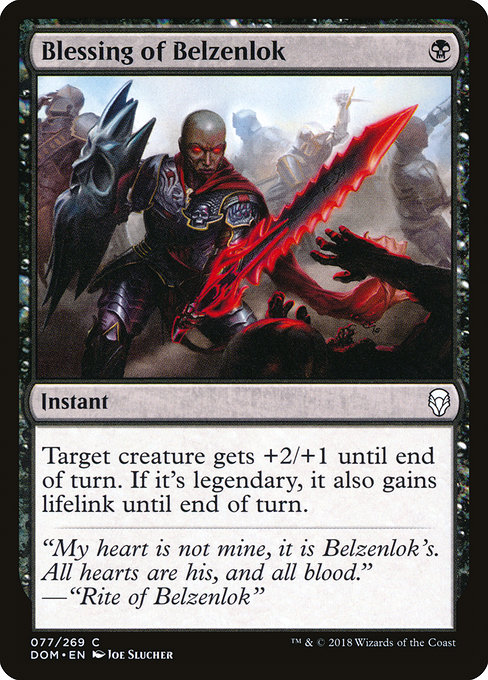 Blessing of Belzenlok
Instant
Target creature gets +2/+1 until end
of turn. If it's legendary, it also gains
lifelink until end of turn.
“My heart is not mine, it is Belzenlok's.
All hearts are his, and all blood.”
—“Rite of Belzenlok”
077/269 C
DOM • EN Joe Slucher
™ & © 2018 Wizards of the Coast